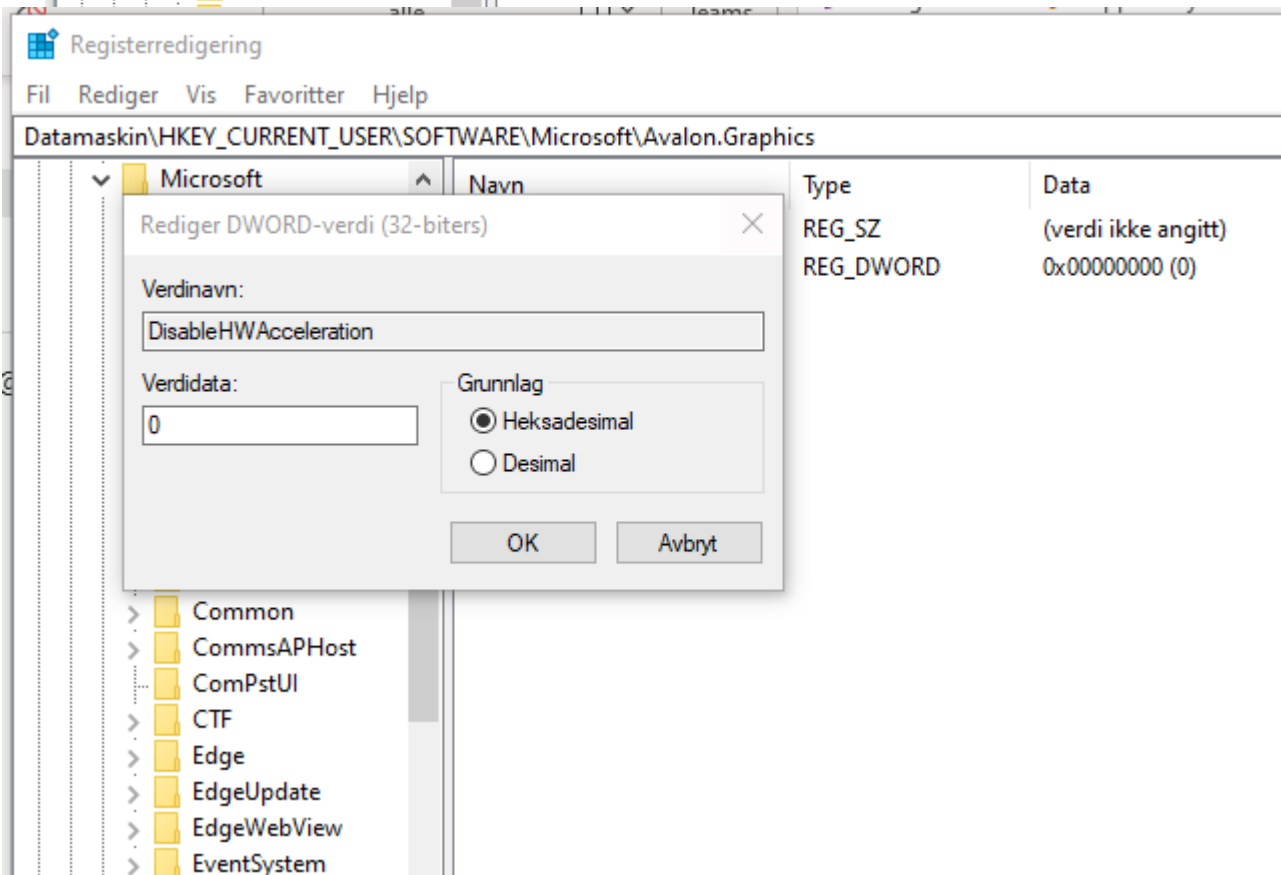 alle
Teams
Registerredigering
Fil Rediger Vis Favoritter Hjelp
Datamaskin\HKEY_CURRENT_USER\SOFTWARE\Microsoft\Avalon.Graphics
Microsoft
Navn Type Data
REG_SZ (verdi ikke angitt)
REG_DWORD 0x00000000 (0)
Rediger DWORD-verdi (32-biters)
Verdinavn:
DisableHWAcceleration
Verdidata:
0
Grunnlag
Heksadesimal
Desimal
OK Avbryt
Common
CommsAPHost
ComPstUI
CTF
Edge
EdgeUpdate
EdgeWebView
EventSystem